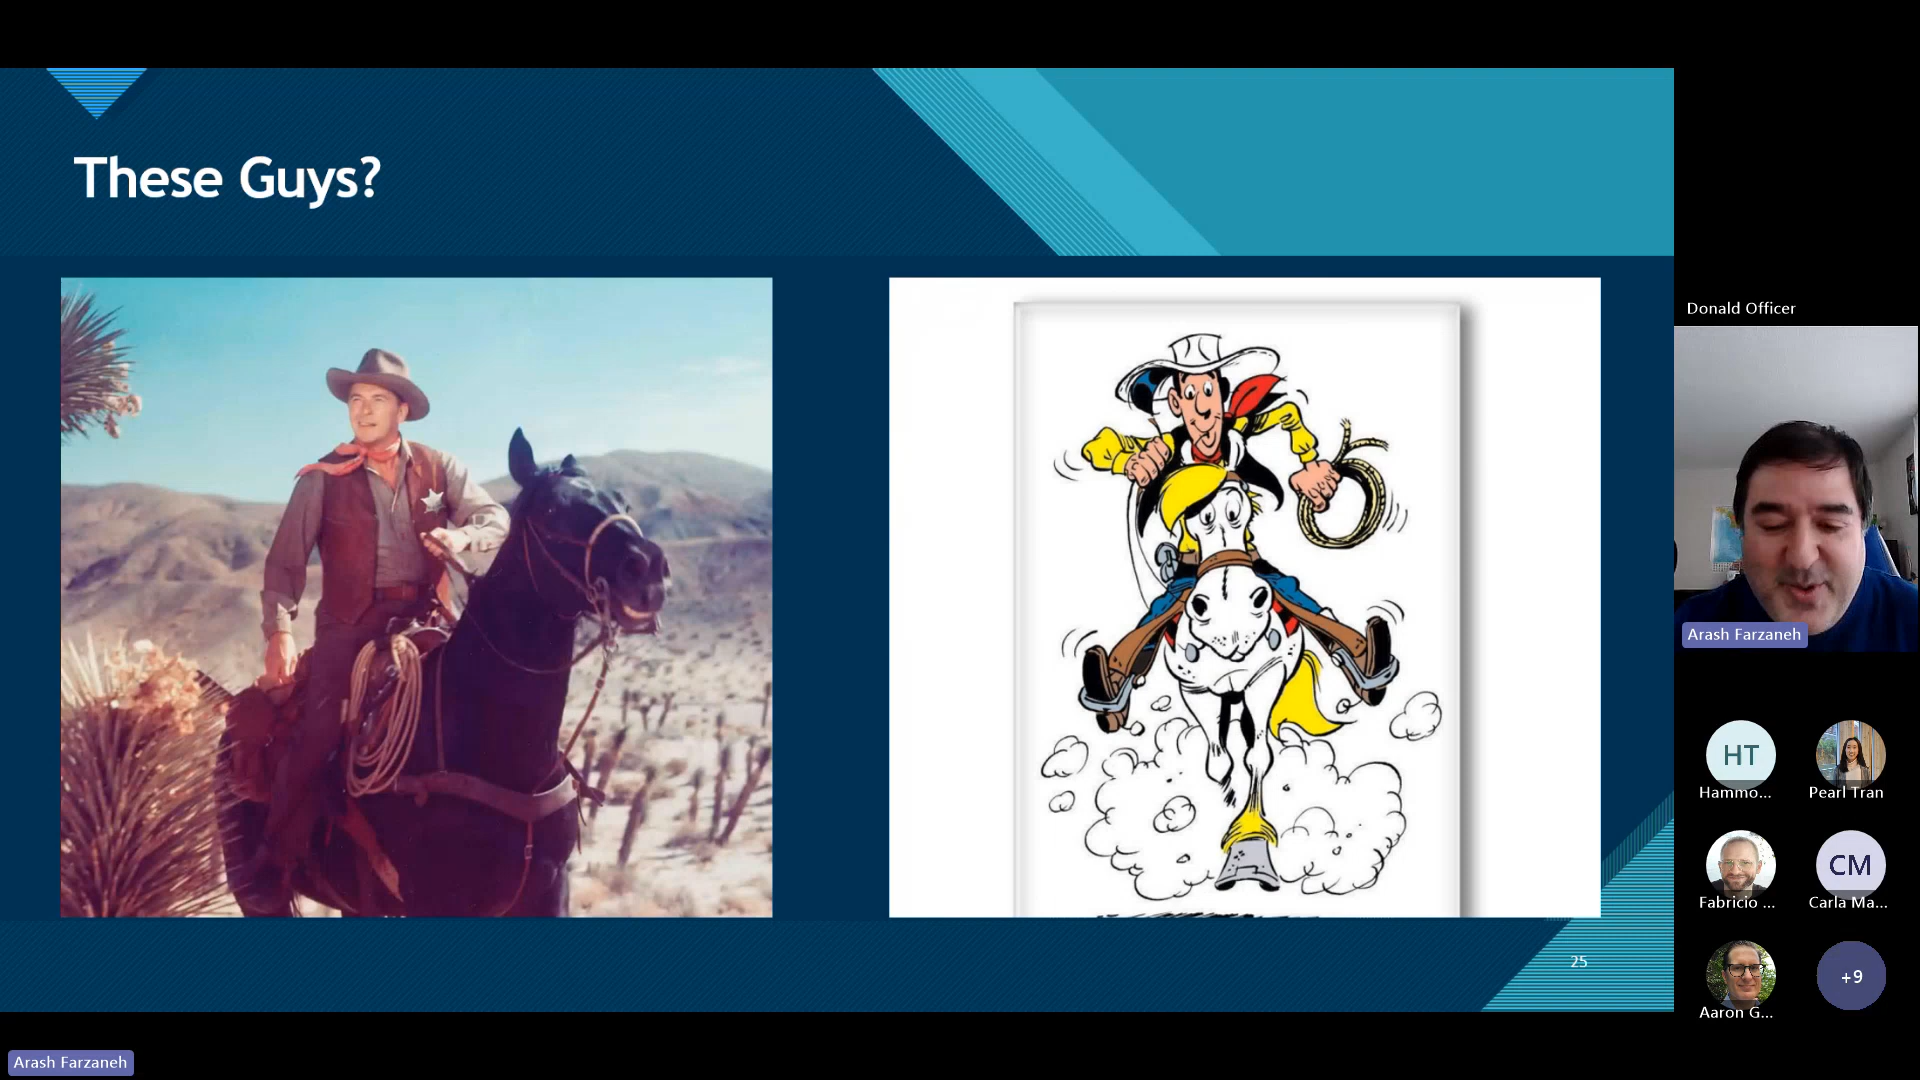 These Guys?
25
Donald Officer
Arash Farzaneh
HT
Hammo...
Pearl Tran
Fabricio ...
CM
Carla Ma...
Aaron G...
+9
Arash Farzaneh